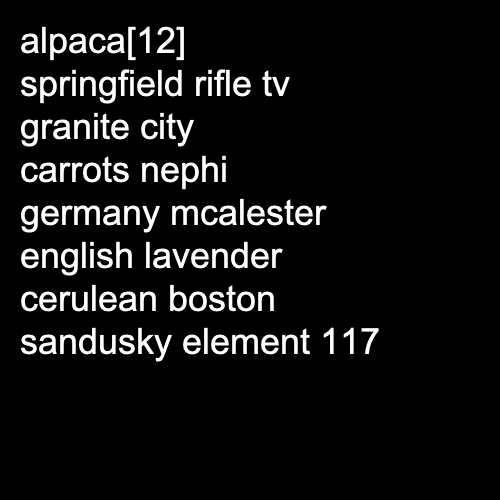 alpaca[12]
springfield rifle tv
granite city
carrots nephi
germany mcalester
english lavender
cerulean boston
sandusky element 117